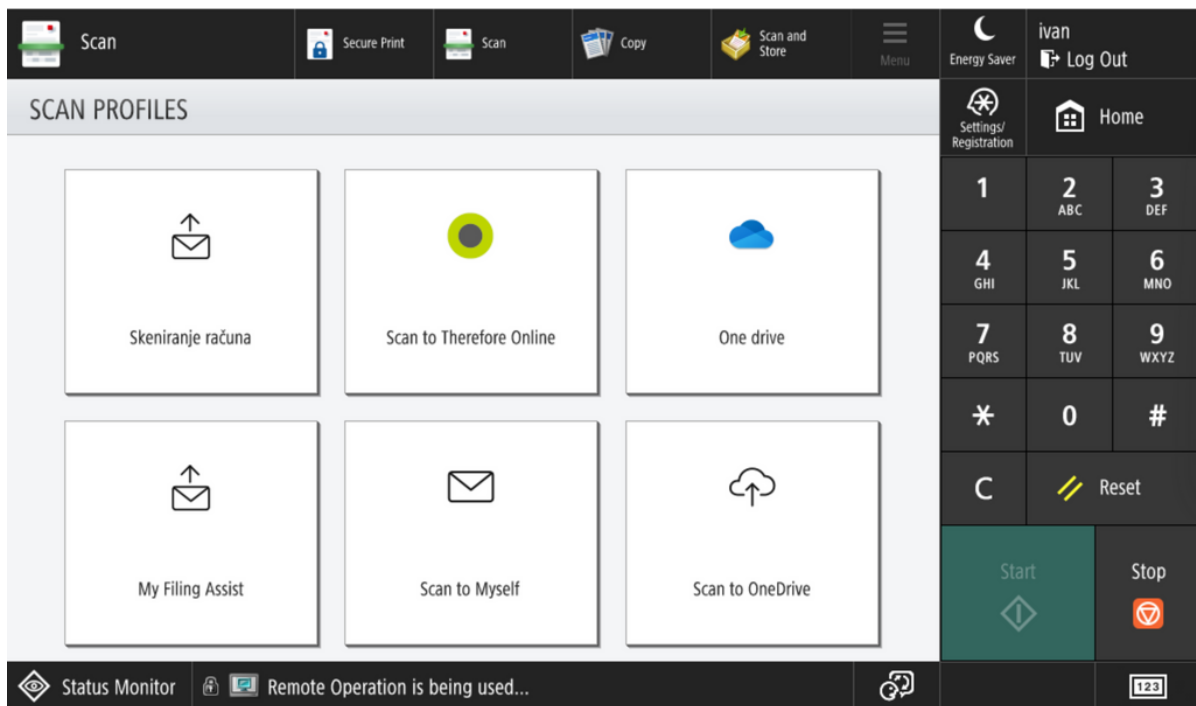 Scan
Secure Print
Scan
Copy
Scan and
Store
Menu
Energy Saver
ivan
Log Out
SCAN PROFILES
Settings/
Registration
Home
Skeniranje računa
Scan to Therefore Online
One drive
My Filing Assist
Scan to Myself
Scan to OneDrive
1
2
ABC
3
DEF
4
GHI
5
JKL
6
MNO
7
PQRS
8
TUV
9
WXYZ
*
0
#
C
Reset
Start
Stop
Status Monitor
Remote Operation is being used...
123